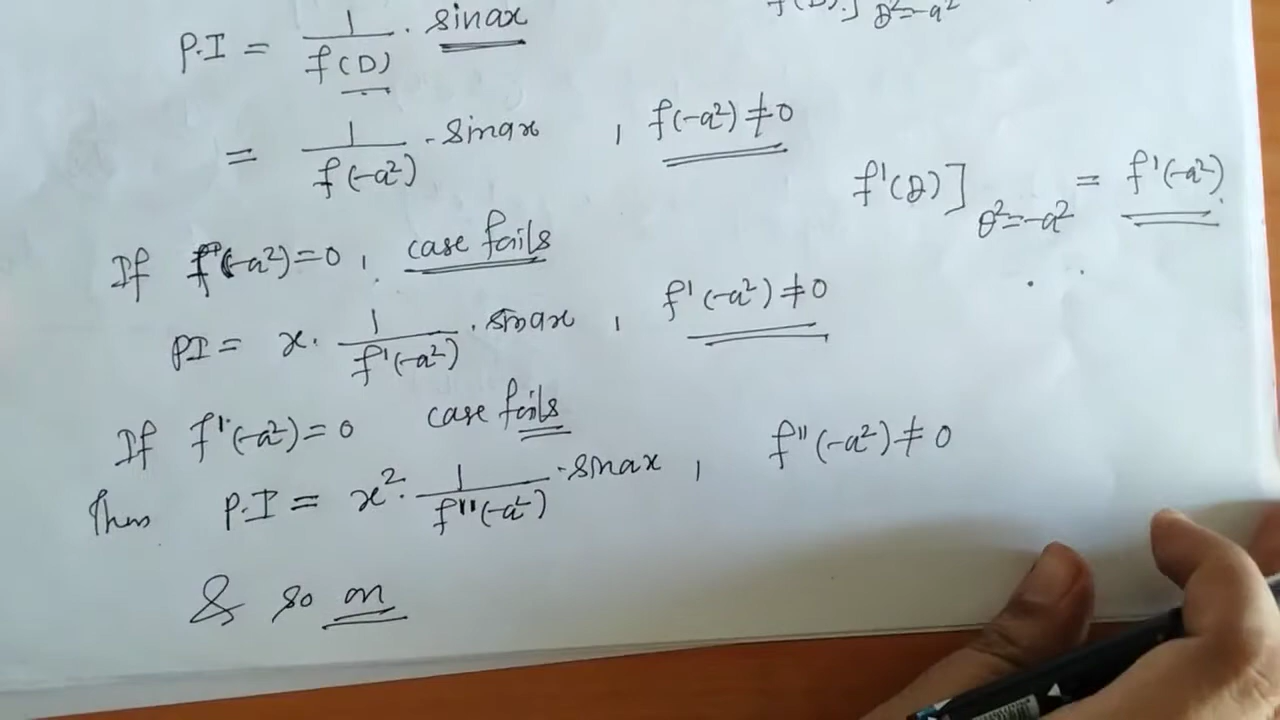 P.I = 1/f(D) . sinax
f(D).] D²=-a²
= 1/f(-a²) . sinax , f(-a²) ≠ 0
f'(D)] D²=-a² = f'(-a²)
If f(-a²)=0 , case fails
PI = x. 1/f'(-a²) . sinax , f'(-a²) ≠ 0
If f'(-a²) = 0 case fails
P.I = x². 1/f''(-a²) . sinax , f''(-a²) ≠ 0
& so on